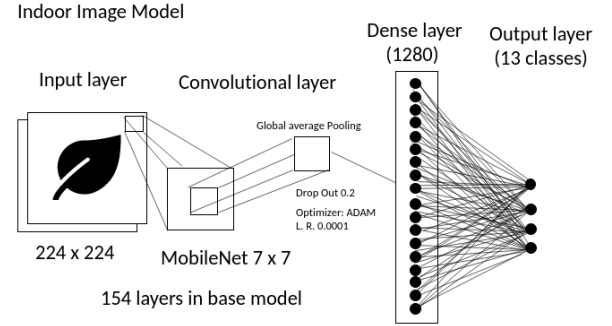 Indoor Image Model
Input layer
Convolutional layer
Dense layer
(1280)
Output layer
(13 classes)
Global average Pooling
Drop Out 0.2
Optimizer: ADAM
L. R. 0.0001
224 x 224
MobileNet 7 x 7
154 layers in base model